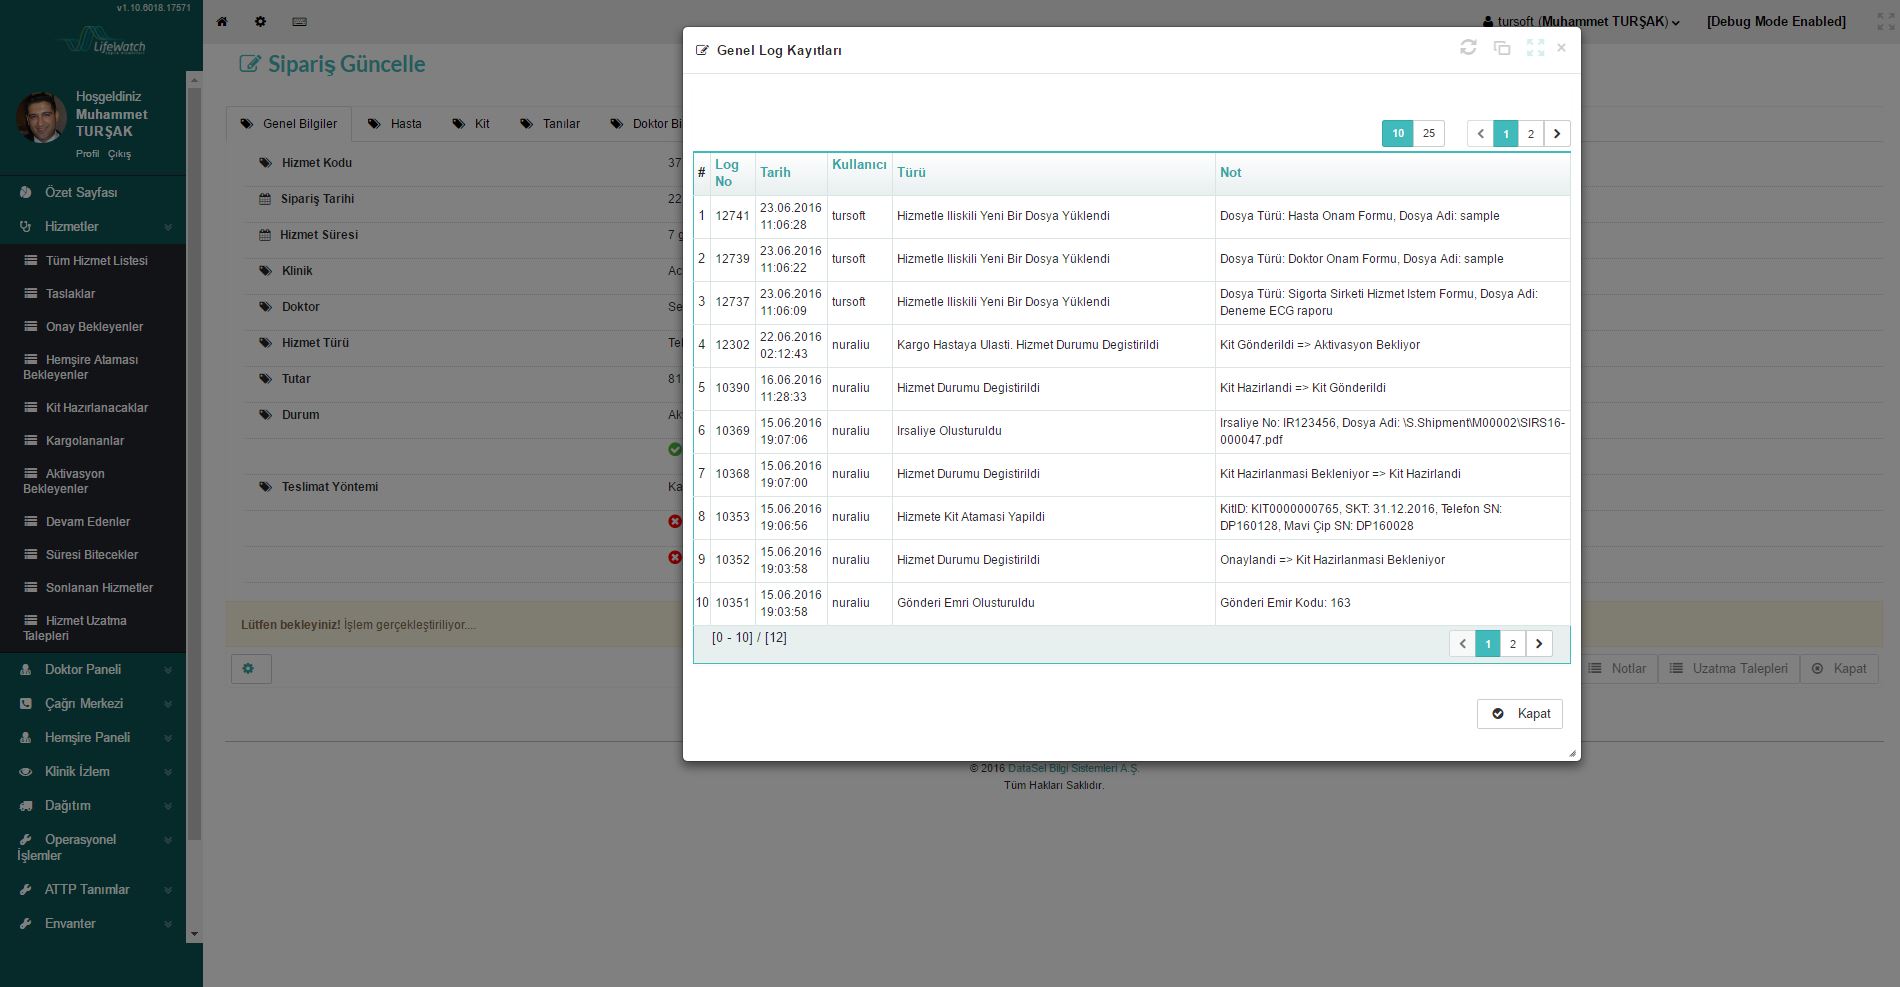 v1.10.6018.17571
LifeWatch
Hoşgeldiniz
Muhammet
TURŞAK
Profil Çıkış
Özet Sayfası
Hizmetler
Tüm Hizmet Listesi
Taslaklar
Onay Bekleyenler
Hemşire Ataması
Bekleyenler
Kit Hazırlanacaklar
Kargolananlar
Aktivasyon
Bekleyenler
Devam Edenler
Süresi Bitecekler
Sonlanan Hizmetler
Hizmet Uzatma
Talepleri
Doktor Paneli
Çağrı Merkezi
Hemşire Paneli
Klinik İzlem
Dağıtım
Operasyonel
İşlemler
ATTP Tanımlar
Envanter
tursoft (Muhammet TURŞAK) [Debug Mode Enabled]
Sipariş Güncelle
Genel Bilgiler Hasta Kit Tanılar Doktor Bi
Hizmet Kodu 37
Sipariş Tarihi 22
Hizmet Süresi 7 g
Klinik Ac
Doktor Se
Hizmet Türü Tel
Tutar 81
Durum Ak
Teslimat Yöntemi Ka
Lütfen bekleyiniz! İşlem gerçekleştiriliyor....
Notlar Uzatma Talepleri Kapat
Genel Log Kayıtları
10 25 1 2
# Log No Tarih Kullanıcı Türü Not
1 12741 23.06.2016 11:06:28 tursoft Hizmetle Iliskili Yeni Bir Dosya Yüklendi Dosya Türü: Hasta Onam Formu, Dosya Adi: sample
2 12739 23.06.2016 11:06:22 tursoft Hizmetle Iliskili Yeni Bir Dosya Yüklendi Dosya Türü: Doktor Onam Formu, Dosya Adi: sample
3 12737 23.06.2016 11:06:09 tursoft Hizmetle Iliskili Yeni Bir Dosya Yüklendi Dosya Türü: Sigorta Sirketi Hizmet Istem Formu, Dosya Adi: Deneme ECG raporu
4 12302 22.06.2016 02:12:43 nuraliu Kargo Hastaya Ulasti. Hizmet Durumu Degistirildi Kit Gönderildi => Aktivasyon Bekliyor
5 10390 16.06.2016 11:28:33 nuraliu Hizmet Durumu Degistirildi Kit Hazirlandi => Kit Gönderildi
6 10369 15.06.2016 19:07:06 nuraliu Irsaliye Olusturuldu Irsaliye No: IR123456, Dosya Adi: \S.Shipment\M00002\SIRS16-000047.pdf
7 10368 15.06.2016 19:07:00 nuraliu Hizmet Durumu Degistirildi Kit Hazirlanmasi Bekleniyor => Kit Hazirlandi
8 10353 15.06.2016 19:06:56 nuraliu Hizmete Kit Atamasi Yapildi KitID: KIT0000000765, SKT: 31.12.2016, Telefon SN: DP160128, Mavi Çip SN: DP160028
9 10352 15.06.2016 19:03:58 nuraliu Hizmet Durumu Degistirildi Onaylandi => Kit Hazirlanmasi Bekleniyor
10 10351 15.06.2016 19:03:58 nuraliu Gönderi Emri Olusturuldu Gönderi Emir Kodu: 163
[0 - 10] / [12] 1 2
Kapat
© 2016 DataSel Bilgi Sistemleri A.Ş.
Tüm Hakları Saklıdır.